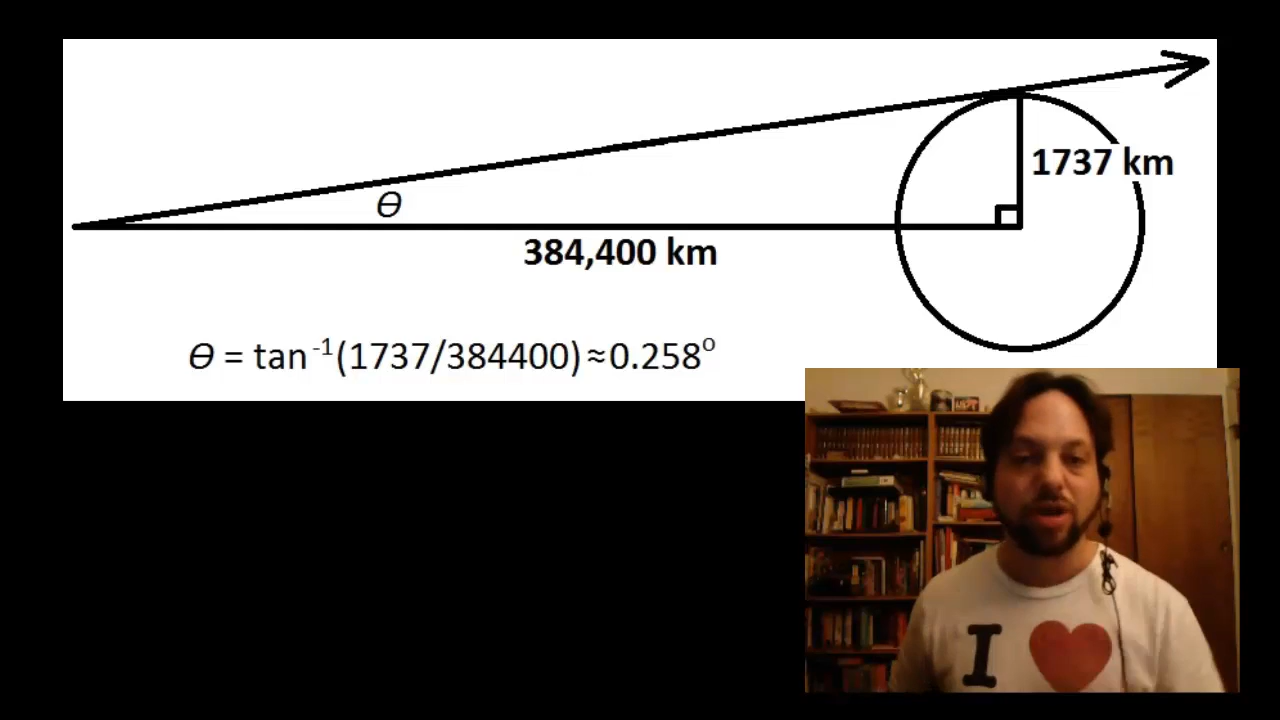 1737 km
θ
384,400 km
θ = tan⁻¹(1737/384400)≈0.258°
I ❤